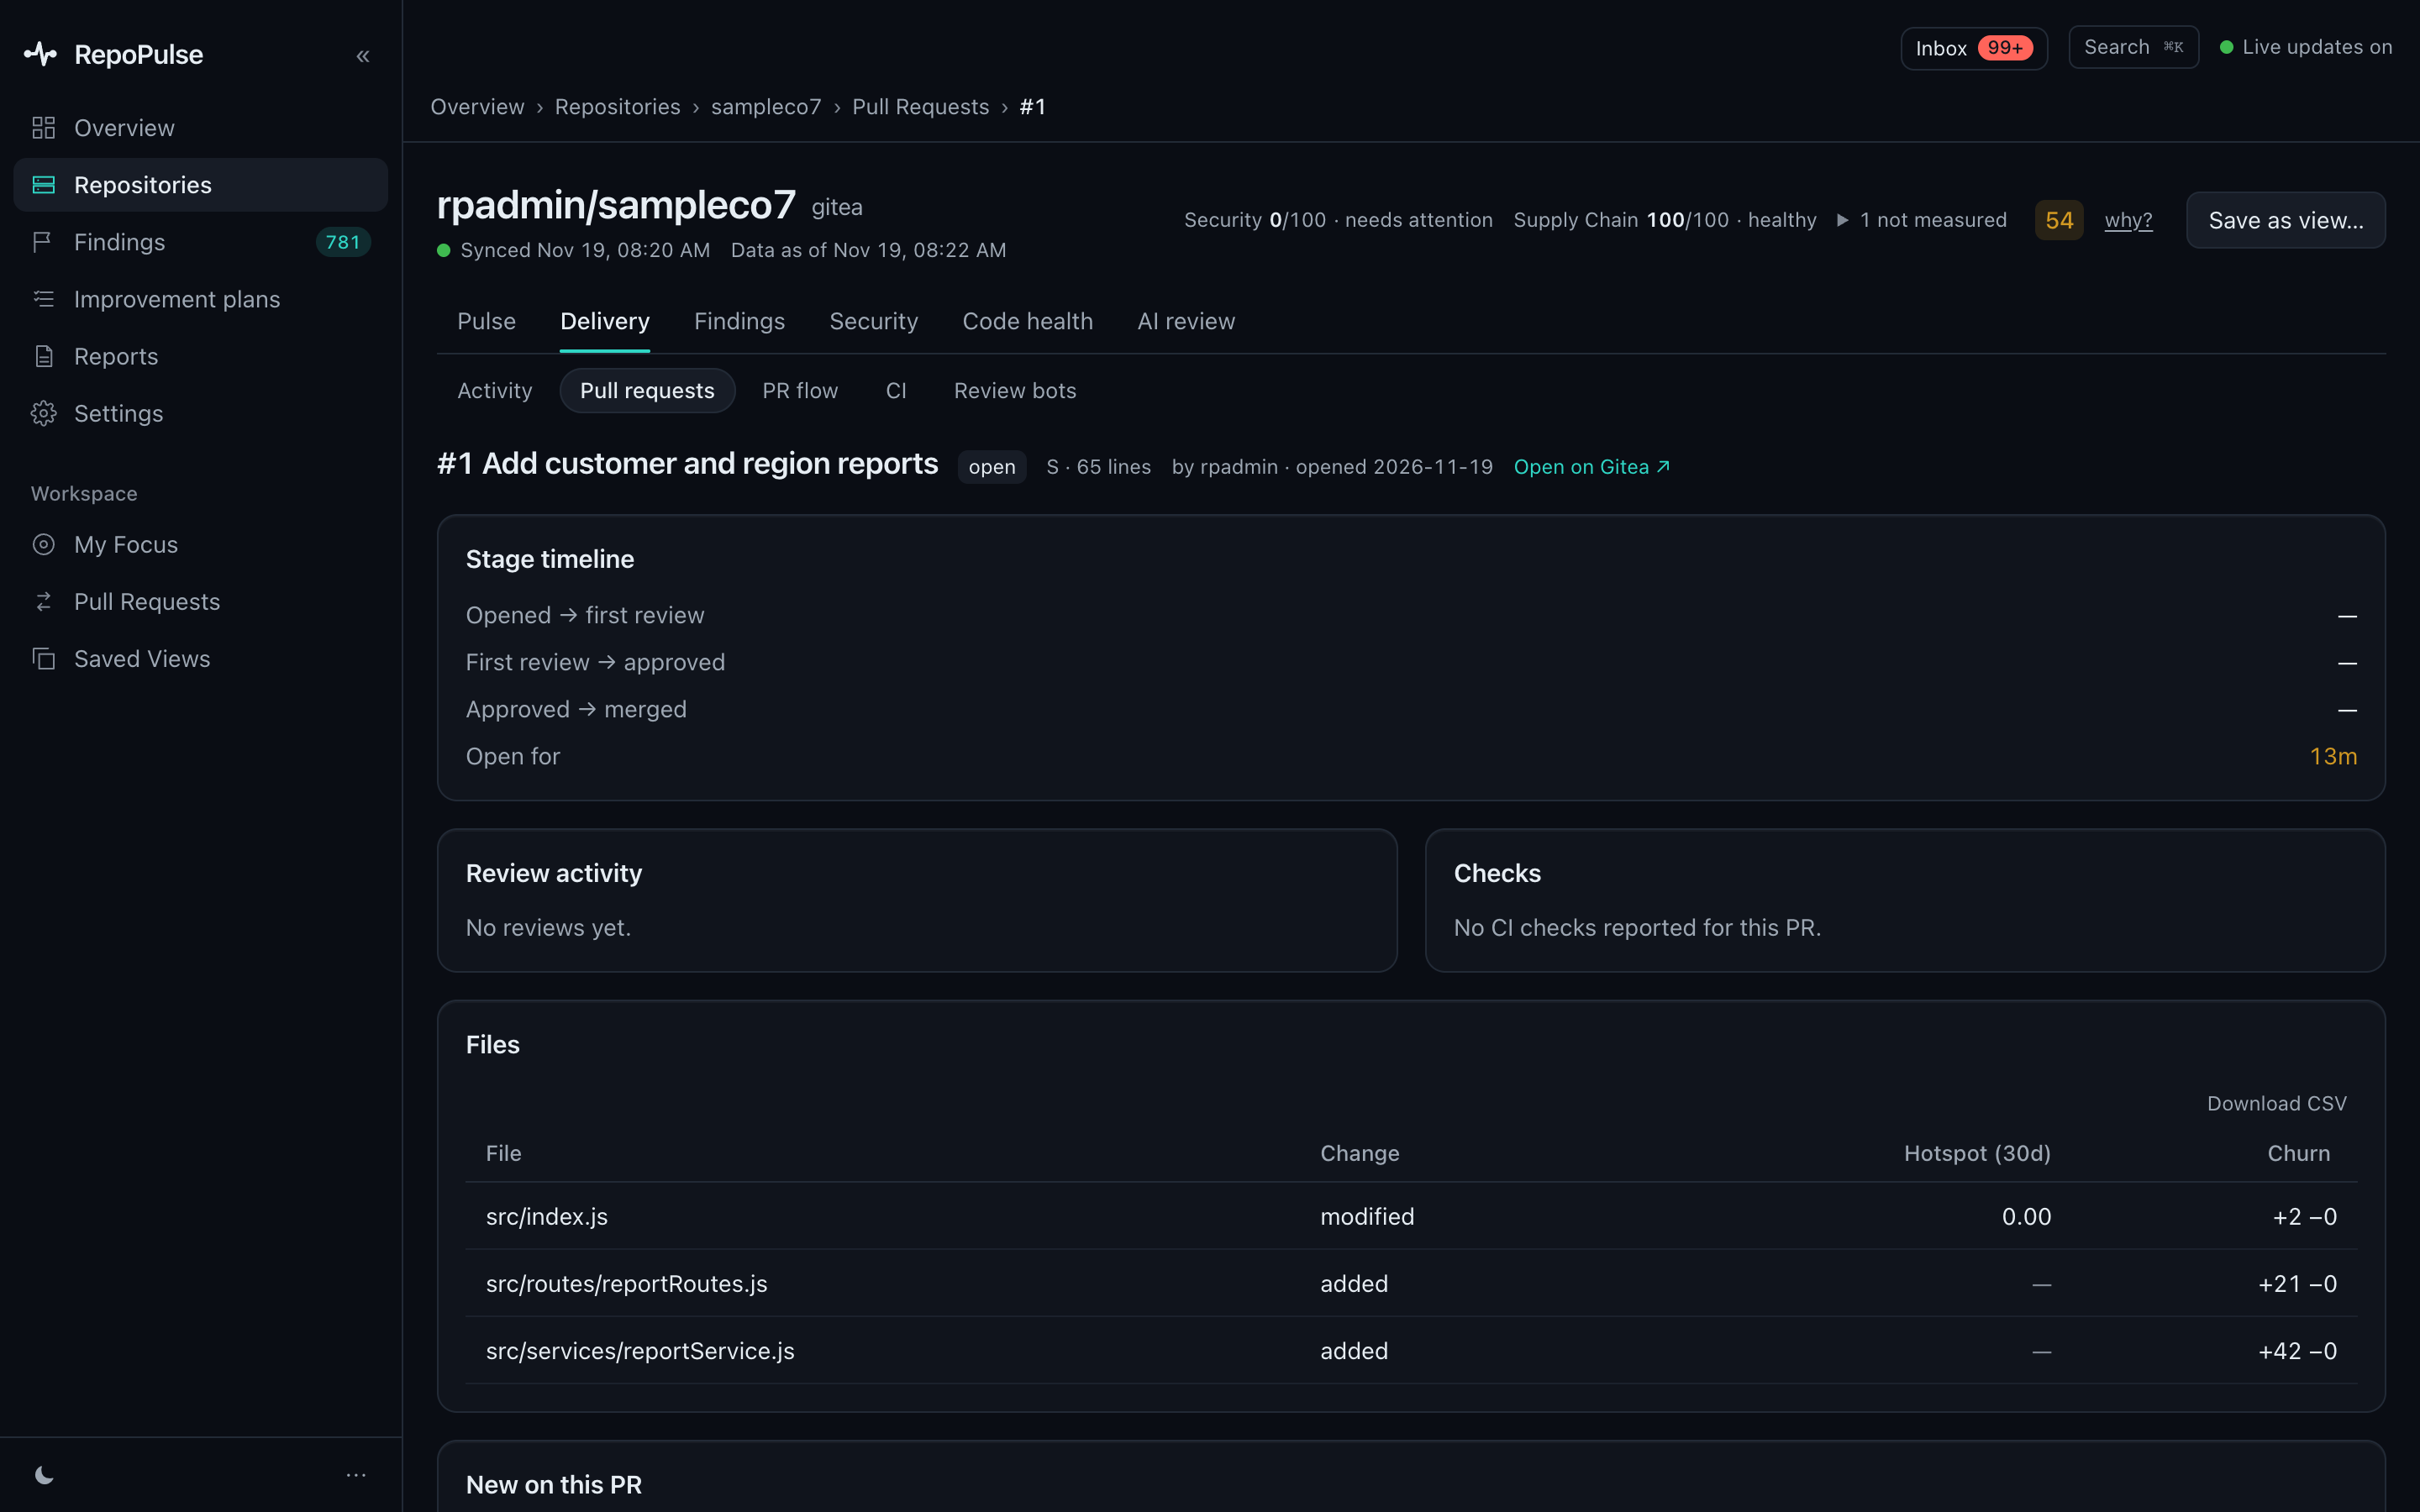 RepoPulse «
Overview
Repositories
Findings 781
Improvement plans
Reports
Settings
Workspace
My Focus
Pull Requests
Saved Views
Inbox 99+ Search ⌘K Live updates on
Overview › Repositories › sampleco7 › Pull Requests › #1
rpadmin/sampleco7 gitea
Synced Nov 19, 08:20 AM Data as of Nov 19, 08:22 AM
Security 0/100 · needs attention Supply Chain 100/100 · healthy ▶ 1 not measured 54 why? Save as view...
Pulse Delivery Findings Security Code health AI review
Activity Pull requests PR flow CI Review bots
#1 Add customer and region reports open S · 65 lines by rpadmin · opened 2026-11-19 Open on Gitea ↗
Stage timeline
Opened → first review —
First review → approved —
Approved → merged —
Open for 13m
Review activity
No reviews yet.
Checks
No CI checks reported for this PR.
Files
Download CSV
File Change Hotspot (30d) Churn
src/index.js modified 0.00 +2 −0
src/routes/reportRoutes.js added — +21 −0
src/services/reportService.js added — +42 −0
New on this PR